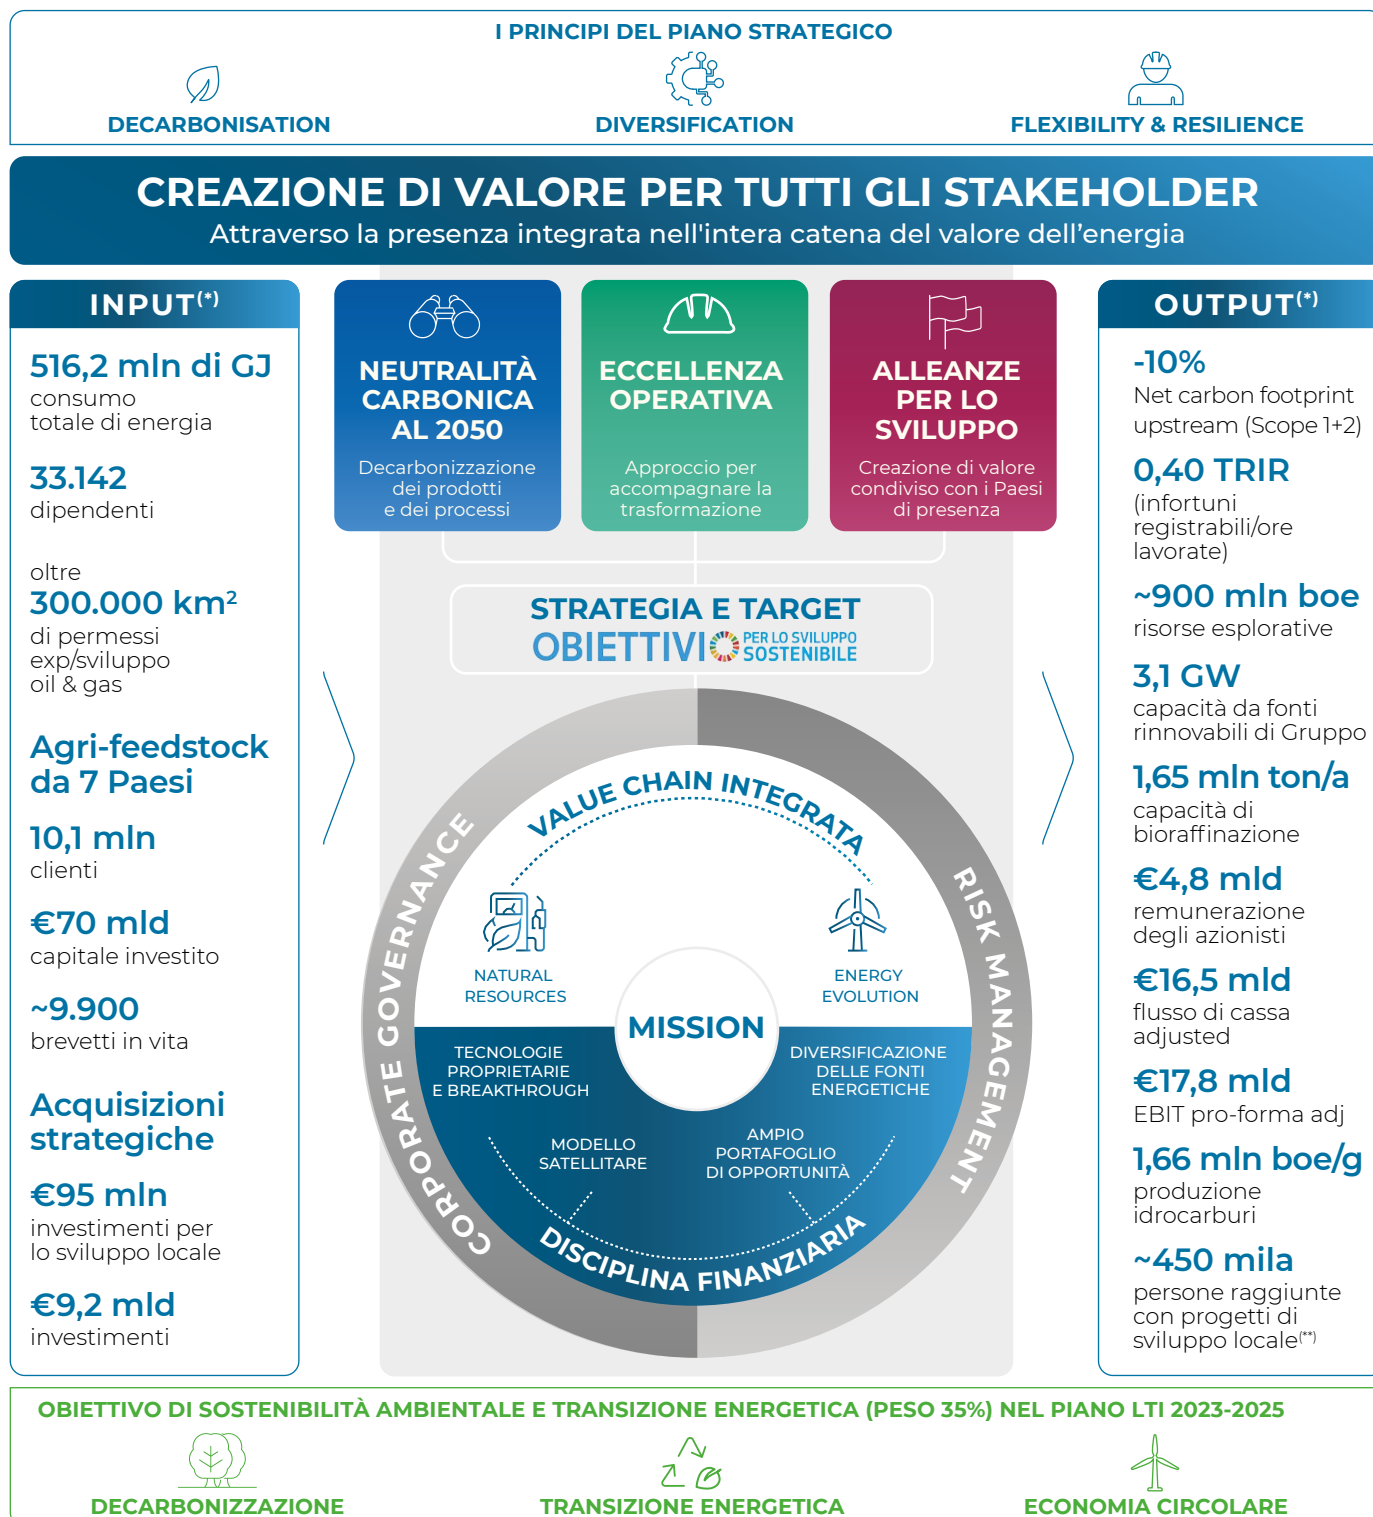 I PRINCIPI DEL PIANO STRATEGICO
DECARBONISATION
DIVERSIFICATION
FLEXIBILITY & RESILIENCE
CREAZIONE DI VALORE PER TUTTI GLI STAKEHOLDER
Attraverso la presenza integrata nell'intera catena del valore dell’energia
INPUT(*)
516,2 mln di GJ
consumo
totale di energia
33.142
dipendenti
oltre
300.000 km²
di permessi
exp/sviluppo
oil & gas
Agri-feedstock
da 7 Paesi
10,1 mln
clienti
€70 mld
capitale investito
~9.900
brevetti in vita
Acquisizioni
strategiche
€95 mln
investimenti per
lo sviluppo locale
€9,2 mld
investimenti
NEUTRALITÀ
CARBONICA
AL 2050
Decarbonizzazione
dei prodotti
e dei processi
ECCELLENZA
OPERATIVA
Approccio per
accompagnare la
trasformazione
ALLEANZE
PER LO
SVILUPPO
Creazione di valore
condiviso con i Paesi
di presenza
STRATEGIA E TARGET
OBIETTIVI PER LO SVILUPPO
SOSTENIBILE
CORPORATE GOVERNANCE
RISK MANAGEMENT
VALUE CHAIN INTEGRATA
NATURAL
RESOURCES
ENERGY
EVOLUTION
MISSION
TECNOLOGIE
PROPRIETARIE
E BREAKTHROUGH
DIVERSIFICAZIONE
DELLE FONTI
ENERGETICHE
MODELLO
SATELLITARE
AMPIO
PORTAFOGLIO
DI OPPORTUNITÀ
DISCIPLINA FINANZIARIA
OUTPUT(*)
-10%
Net carbon footprint
upstream (Scope 1+2)
0,40 TRIR
(infortuni
registrabili/ore
lavorate)
~900 mln boe
risorse esplorative
3,1 GW
capacità da fonti
rinnovabili di Gruppo
1,65 mln ton/a
capacità di
bioraffinazione
€4,8 mld
remunerazione
degli azionisti
€16,5 mld
flusso di cassa
adjusted
€17,8 mld
EBIT pro-forma adj
1,66 mln boe/g
produzione
idrocarburi
~450 mila
persone raggiunte
con progetti di
sviluppo locale(**)
OBIETTIVO DI SOSTENIBILITÀ AMBIENTALE E TRANSIZIONE ENERGETICA (PESO 35%) NEL PIANO LTI 2023-2025
DECARBONIZZAZIONE
TRANSIZIONE ENERGETICA
ECONOMIA CIRCOLARE